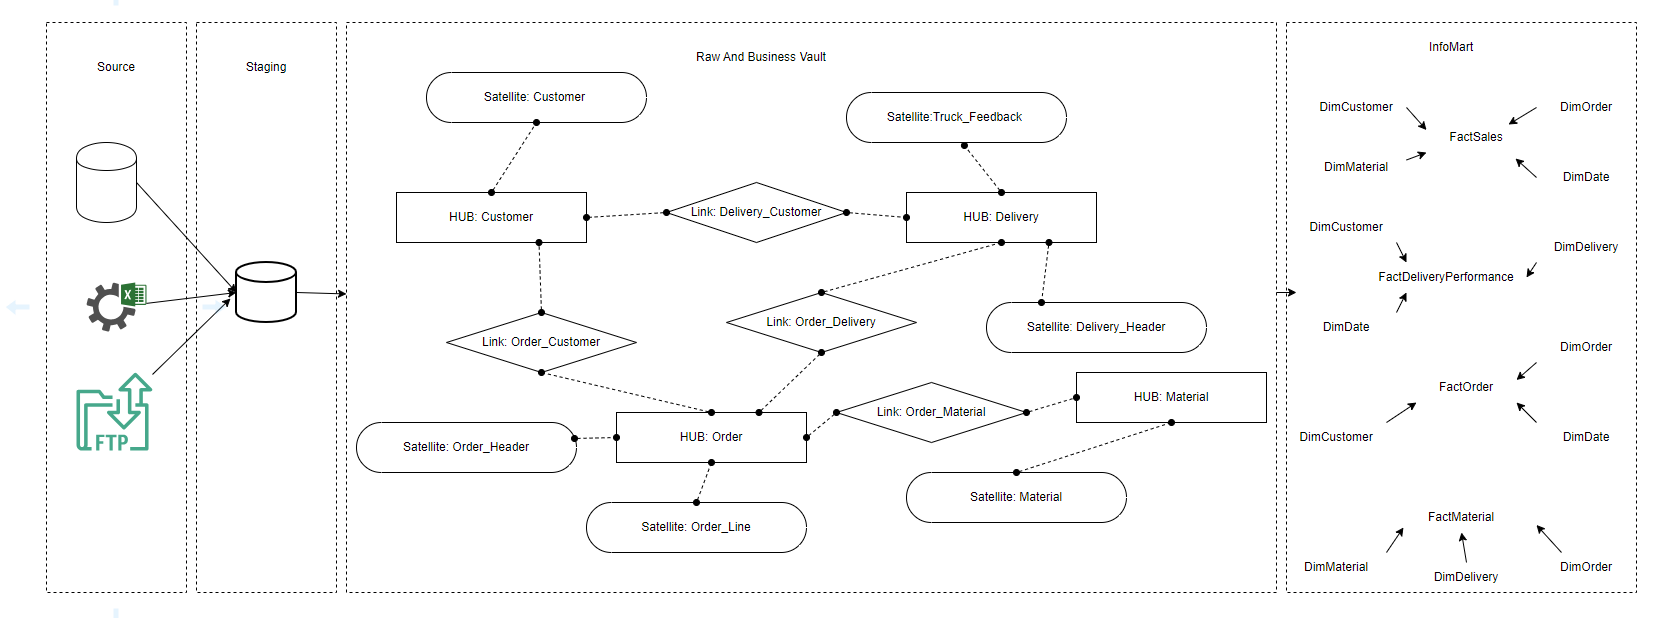 Source
Staging
Raw And Business Vault
InfoMart
Satellite: Customer
Satellite:Truck_Feedback
HUB: Customer
Link: Delivery_Customer
HUB: Delivery
Link: Order_Customer
Link: Order_Delivery
Satellite: Delivery_Header
Link: Order_Material
HUB: Material
Satellite: Order_Header
HUB: Order
Satellite: Material
Satellite: Order_Line
X
FTP
DimCustomer
DimOrder
FactSales
DimMaterial
DimDate
DimCustomer
DimDelivery
FactDeliveryPerformance
DimDate
DimOrder
FactOrder
DimCustomer
DimDate
FactMaterial
DimMaterial
DimDelivery
DimOrder